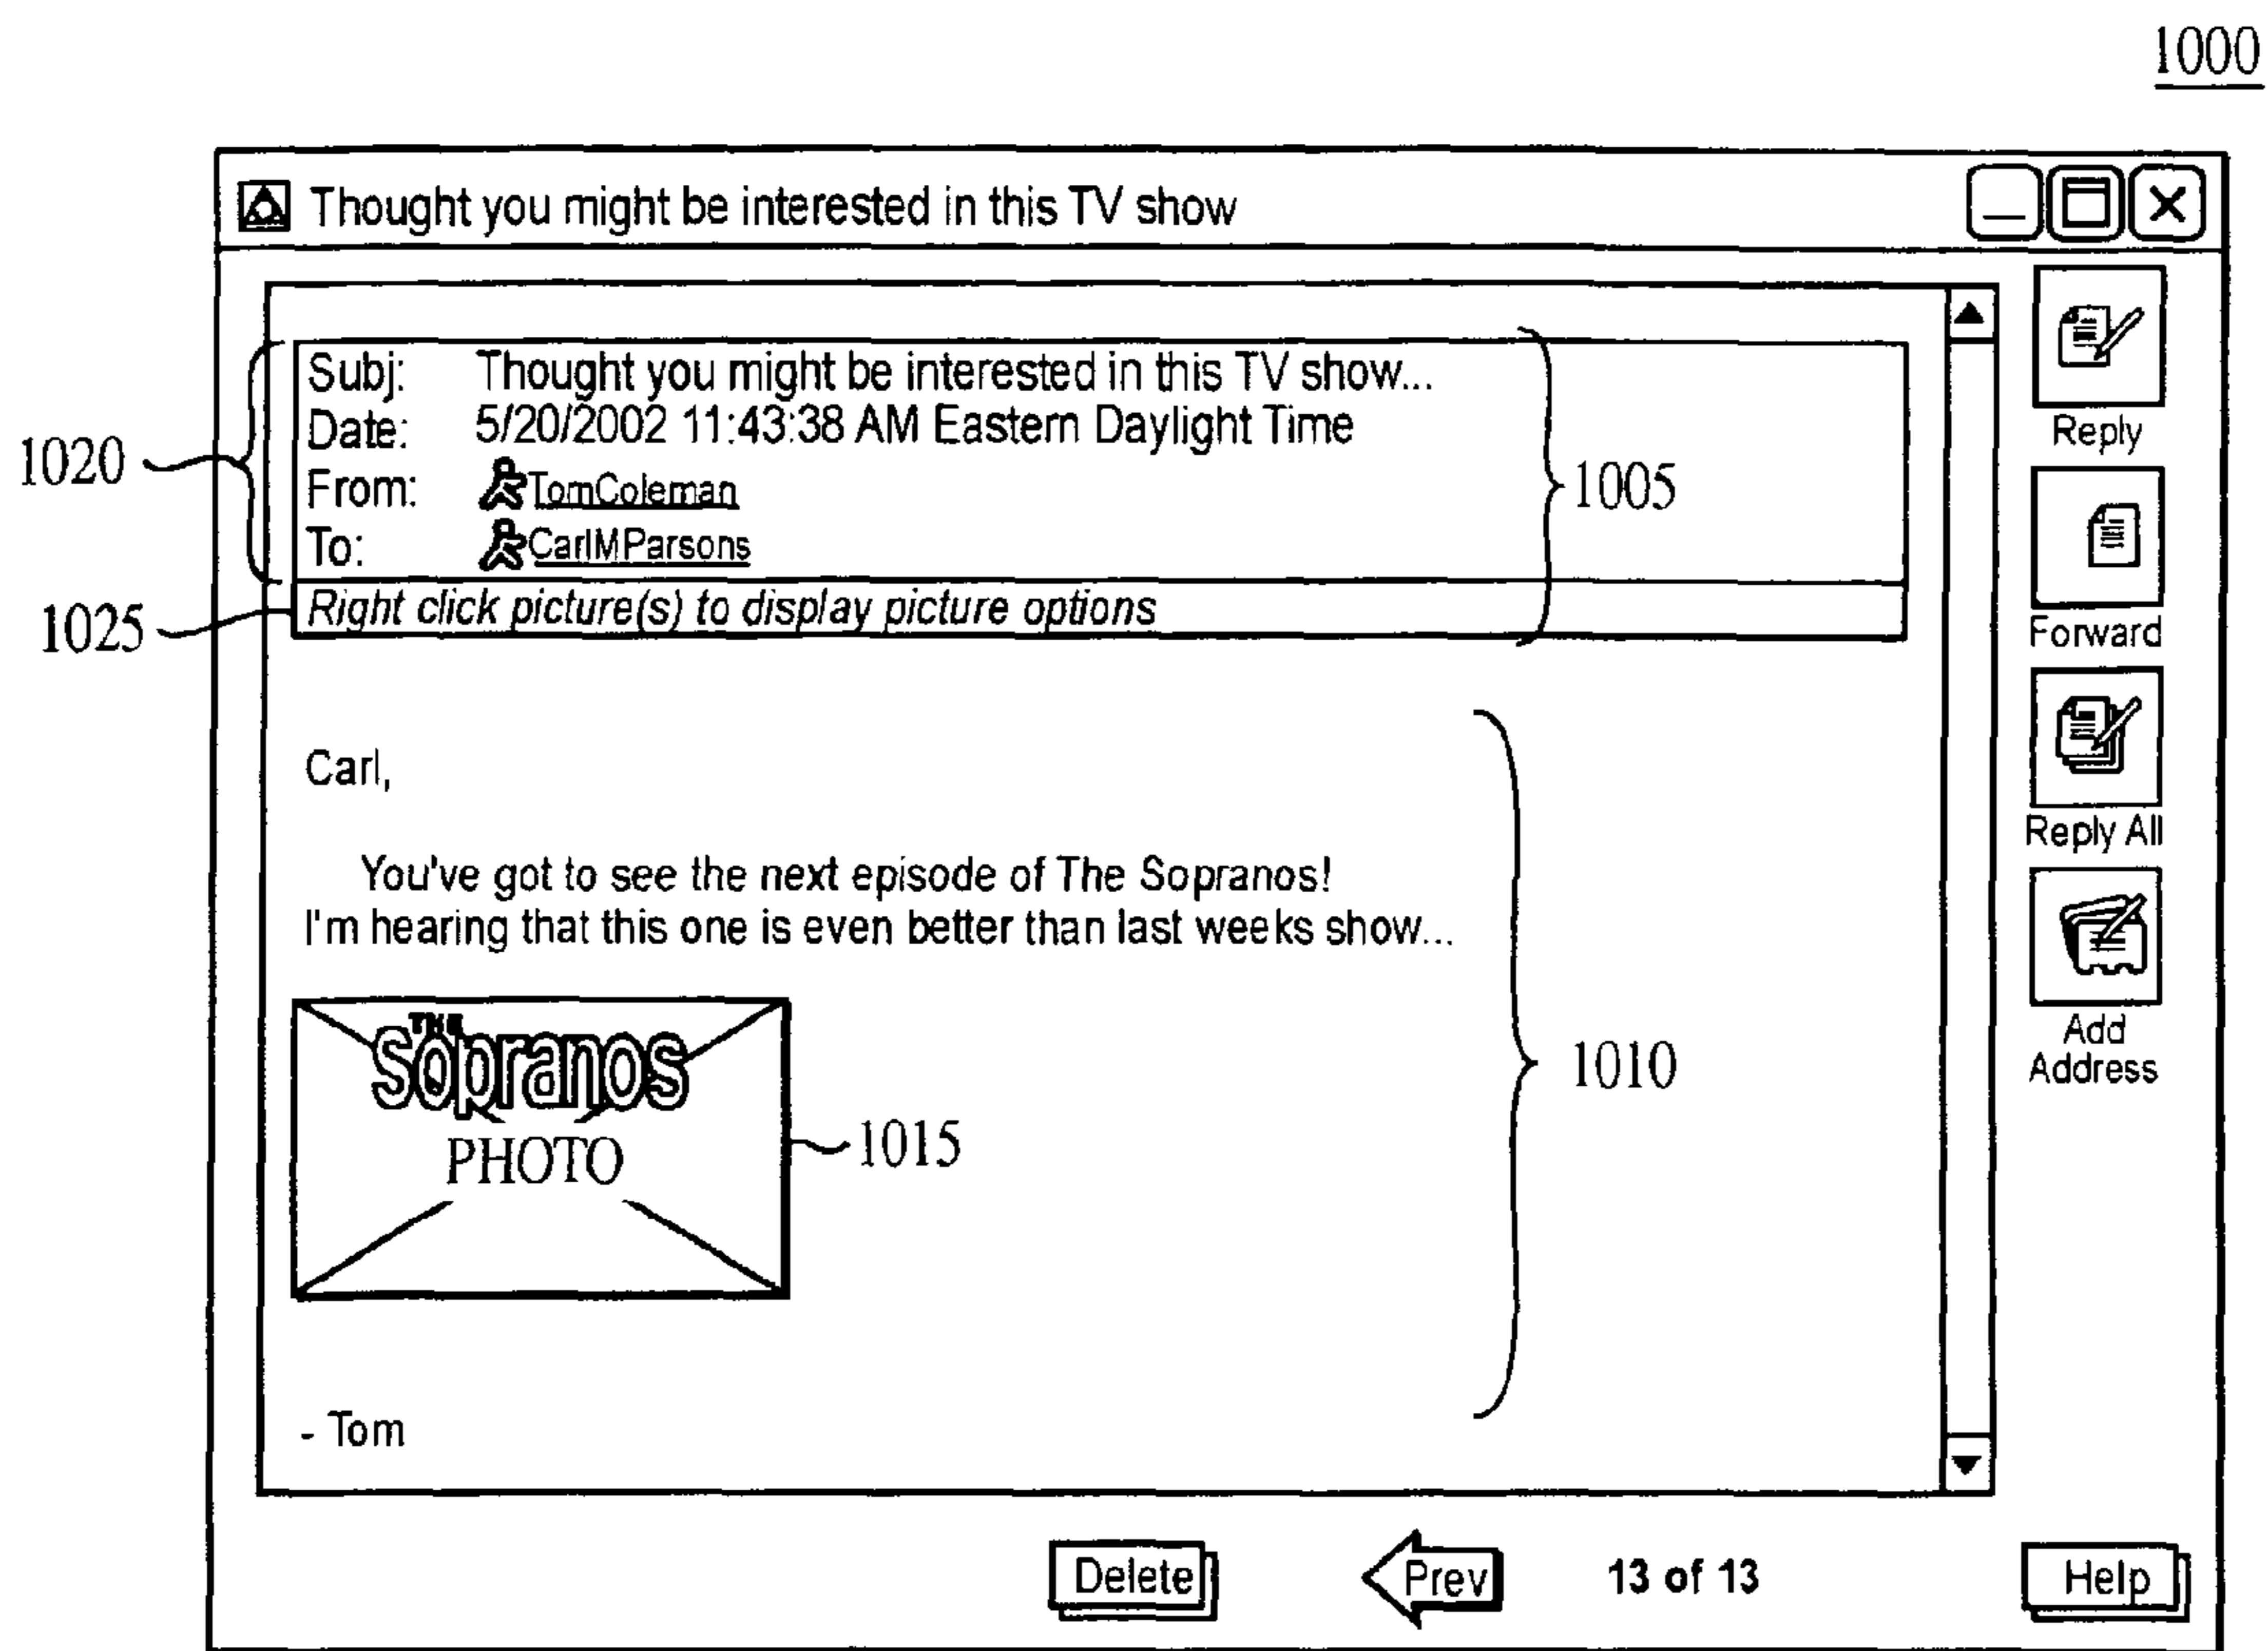 1000
Thought you might be interested in this TV show
Subj: Thought you might be interested in this TV show...
Date: 5/20/2002 11:43:38 AM Eastern Daylight Time
From: TomColeman
To: CarlMParsons
Right click picture(s) to display picture options
1020
1025
1005
Reply
Forward
Reply All
Add
Address
Carl,
You've got to see the next episode of The Sopranos!
I'm hearing that this one is even better than last weeks show...
THE
Sopranos
PHOTO
1015
1010
- Tom
Delete
Prev
13 of 13
Help